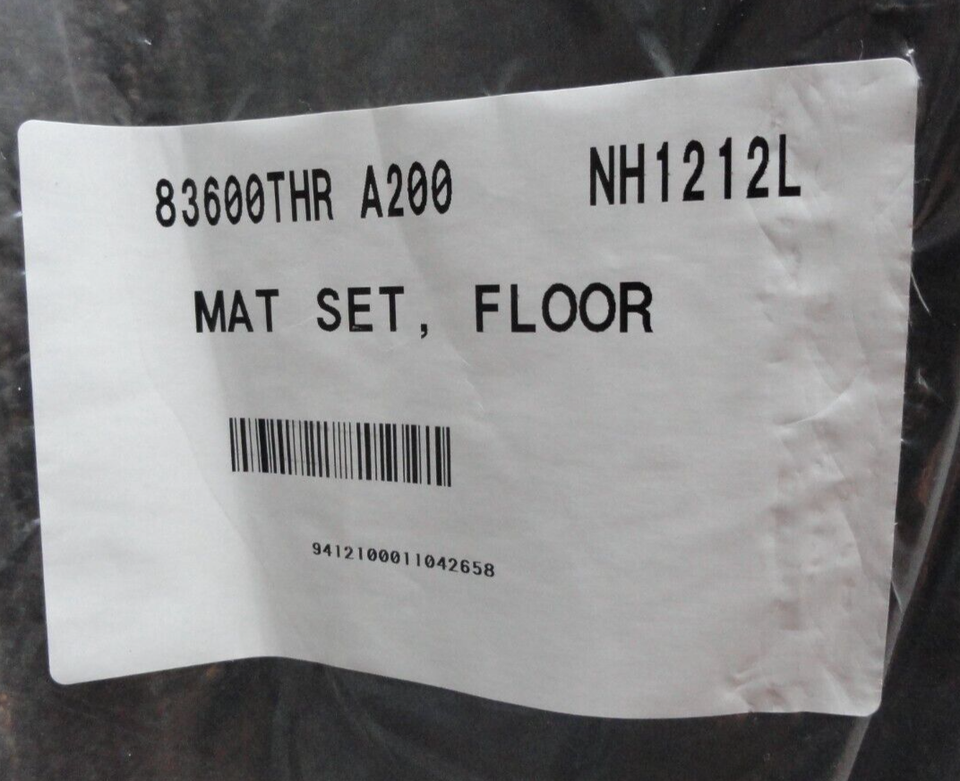 83600THR A200 NH1212L
MAT SET, FLOOR
9412100011042658